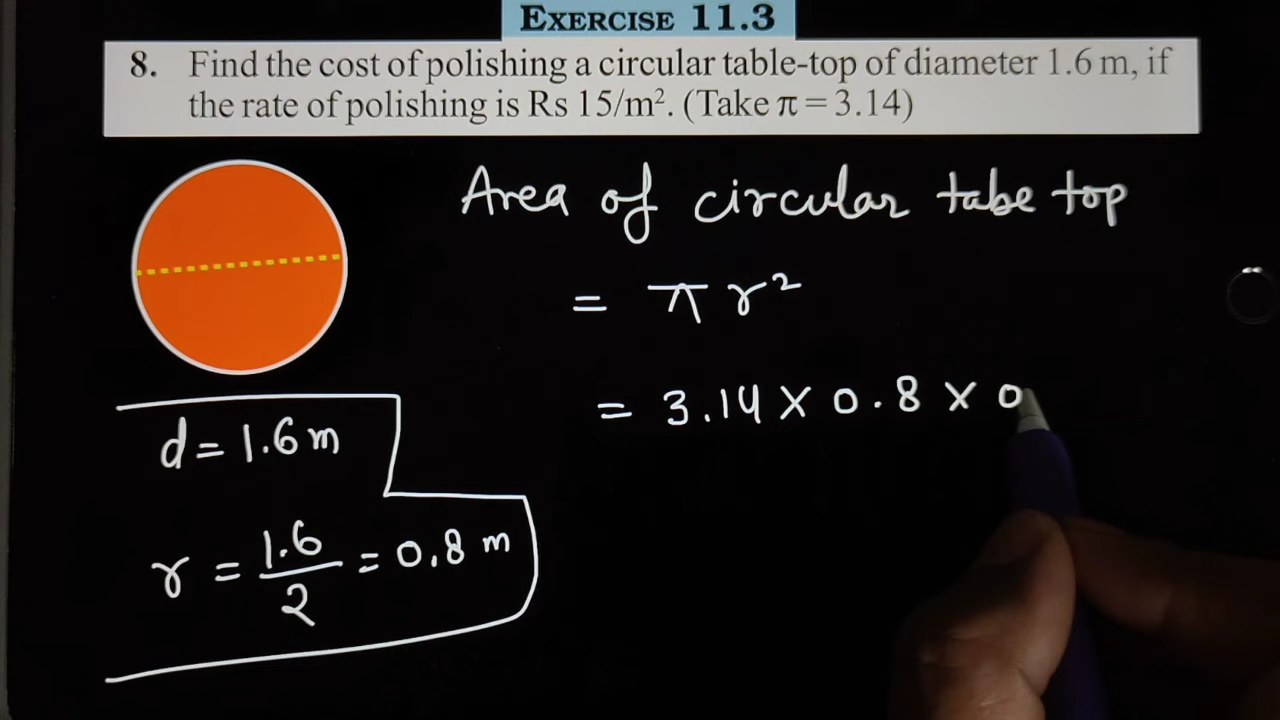 EXERCISE 11.3
8. Find the cost of polishing a circular table-top of diameter 1.6 m, if
the rate of polishing is Rs 15/m². (Take π = 3.14)
Area of circular tabe top
= πr²
= 3.14 × 0.8 × 0
d = 1.6 m
r = 1.6/2 = 0.8 m